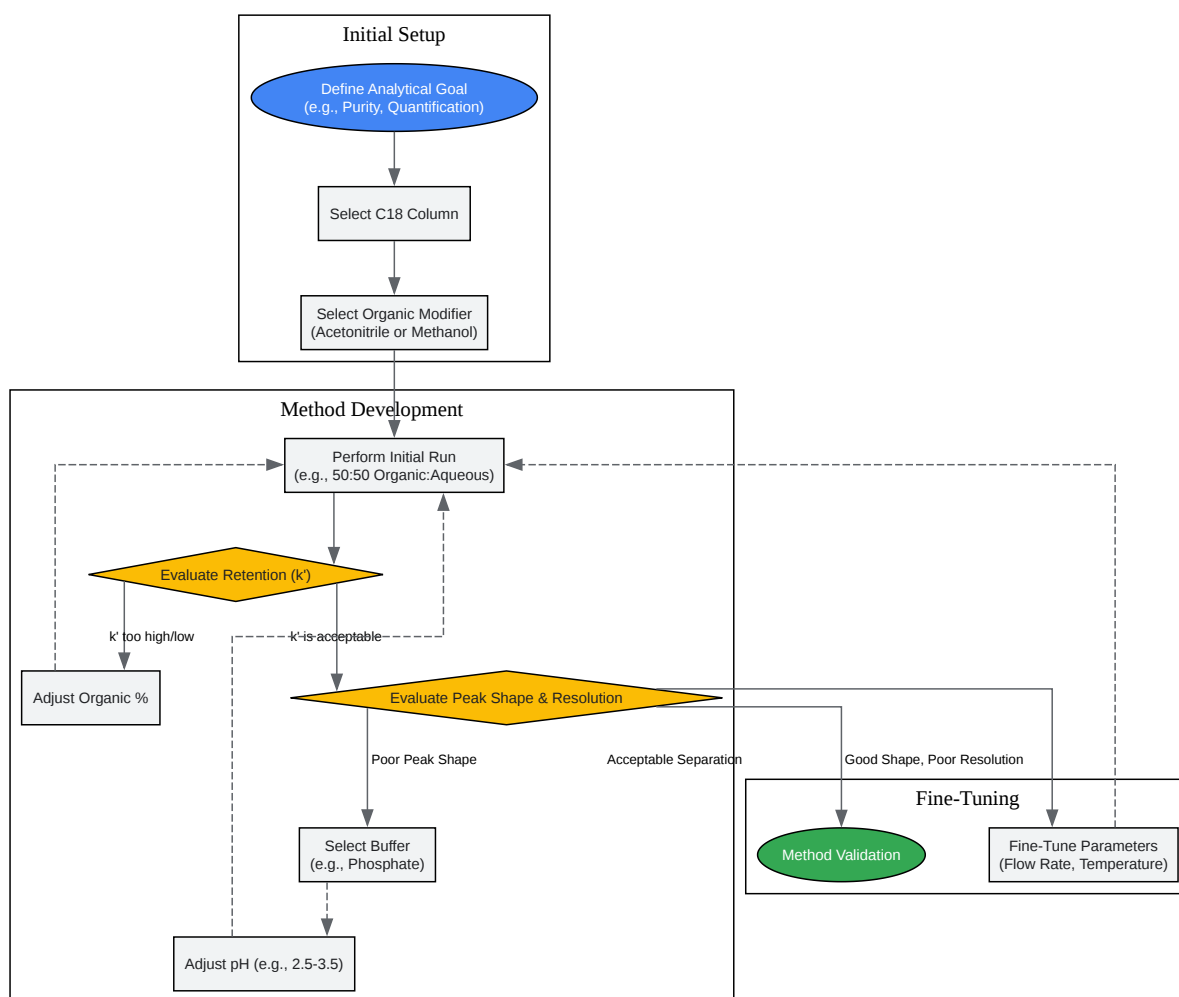 Initial Setup
Define Analytical Goal
(e.g., Purity, Quantification)
Select C18 Column
Select Organic Modifier
(Acetonitrile or Methanol)
Method Development
Perform Initial Run
(e.g., 50:50 Organic:Aqueous)
Evaluate Retention (k')
k' too high/low
k' is acceptable
Adjust Organic %
Evaluate Peak Shape & Resolution
Poor Peak Shape
Acceptable Separation
Good Shape, Poor Resolution
Fine-Tuning
Select Buffer
(e.g., Phosphate)
Method Validation
Fine-Tune Parameters
(Flow Rate, Temperature)
Adjust pH (e.g., 2.5-3.5)